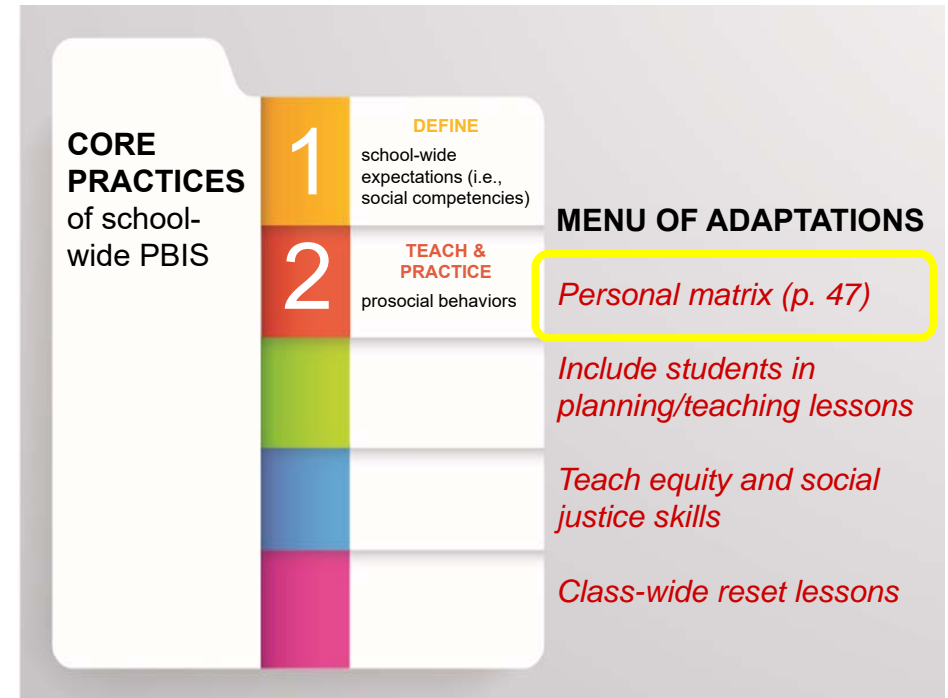 CORE
PRACTICES
of school-
wide PBIS
1
DEFINE
school-wide
expectations (i.e.,
social competencies)
2
TEACH &
PRACTICE
prosocial behaviors
MENU OF ADAPTATIONS
Personal matrix (p. 47)
Include students in
planning/teaching lessons
Teach equity and social
justice skills
Class-wide reset lessons